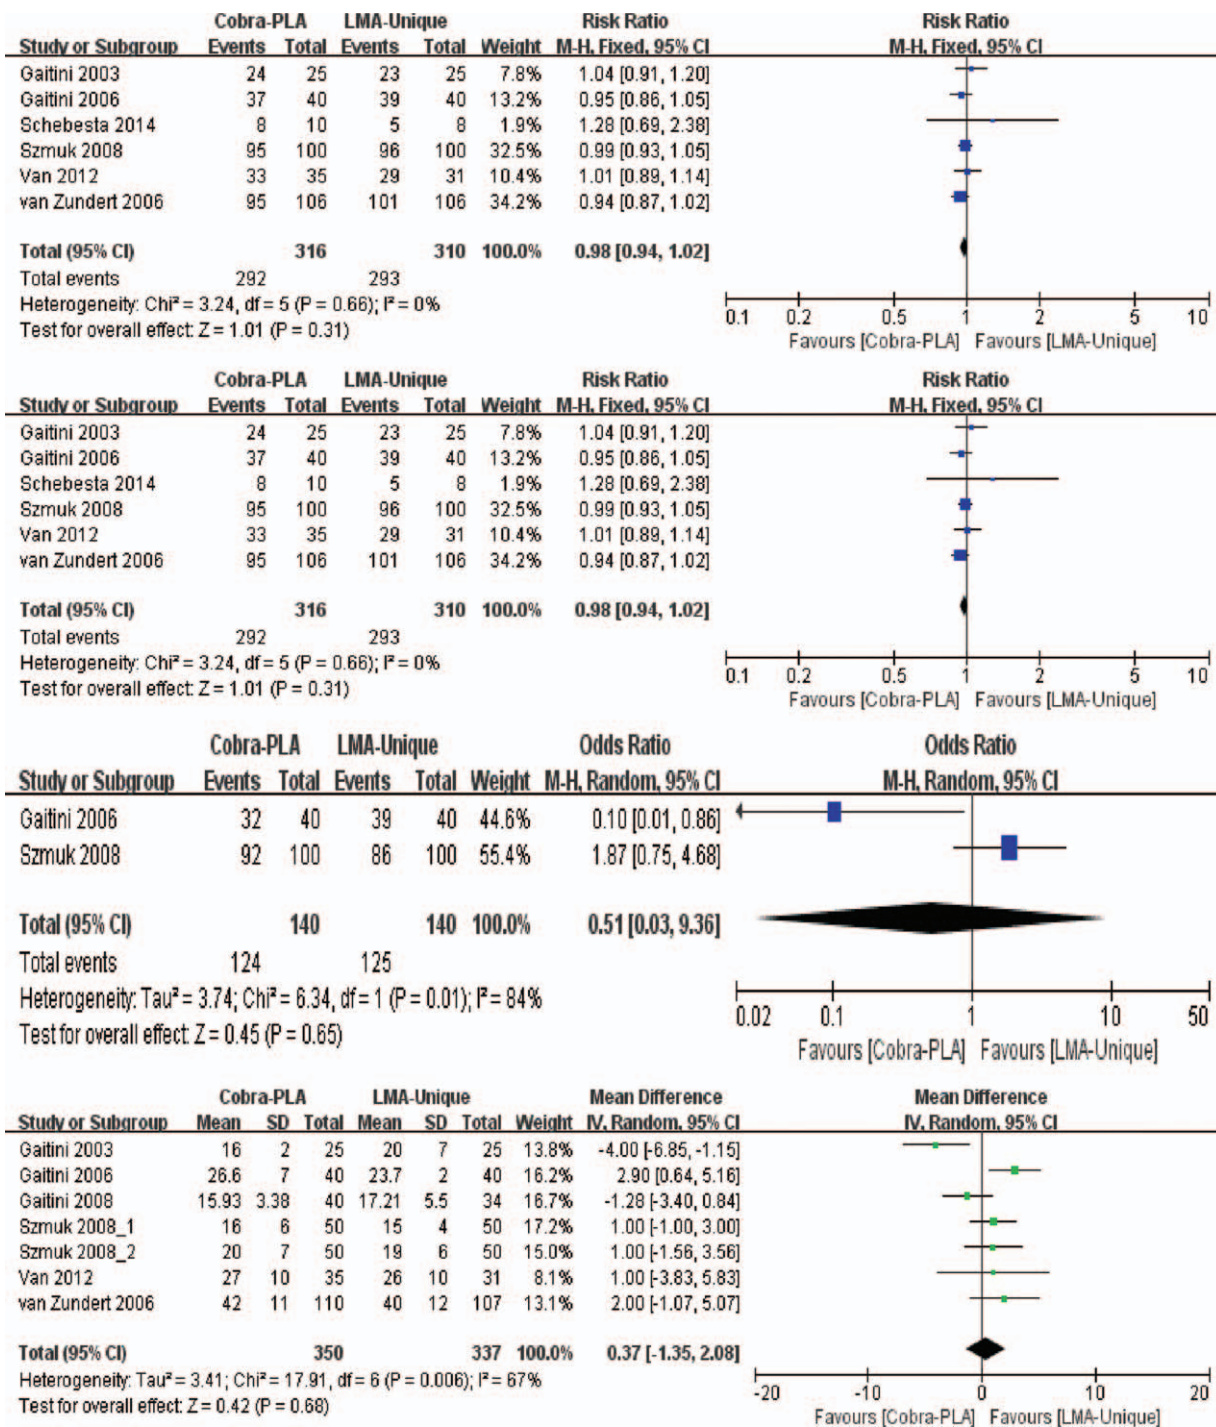 Cobra-PLA LMA-Unique Risk Ratio Risk Ratio
Study or Subgroup Events Total Events Total Weight M-H, Fixed, 95% CI M-H, Fixed, 95% CI
Gaitini 2003 24 25 23 25 7.8% 1.04 [0.91, 1.20]
Gaitini 2006 37 40 39 40 13.2% 0.95 [0.86, 1.05]
Schebesta 2014 8 10 5 8 1.9% 1.28 [0.69, 2.38]
Szmuk 2008 95 100 96 100 32.5% 0.99 [0.93, 1.05]
Van 2012 33 35 29 31 10.4% 1.01 [0.89, 1.14]
van Zundert 2006 95 106 101 106 34.2% 0.94 [0.87, 1.02]
Total (95% CI) 316 310 100.0% 0.98 [0.94, 1.02]
Total events 292 293
Heterogeneity: Chi² = 3.24, df = 5 (P = 0.66); I² = 0%
Test for overall effect: Z = 1.01 (P = 0.31)
0.1 0.2 0.5 1 2 5 10
Favours [Cobra-PLA] Favours [LMA-Unique]
Cobra-PLA LMA-Unique Risk Ratio Risk Ratio
Study or Subgroup Events Total Events Total Weight M-H, Fixed, 95% CI M-H, Fixed, 95% CI
Gaitini 2003 24 25 23 25 7.8% 1.04 [0.91, 1.20]
Gaitini 2006 37 40 39 40 13.2% 0.95 [0.86, 1.05]
Schebesta 2014 8 10 5 8 1.9% 1.28 [0.69, 2.38]
Szmuk 2008 95 100 96 100 32.5% 0.99 [0.93, 1.05]
Van 2012 33 35 29 31 10.4% 1.01 [0.89, 1.14]
van Zundert 2006 95 106 101 106 34.2% 0.94 [0.87, 1.02]
Total (95% CI) 316 310 100.0% 0.98 [0.94, 1.02]
Total events 292 293
Heterogeneity: Chi² = 3.24, df = 5 (P = 0.66); I² = 0%
Test for overall effect: Z = 1.01 (P = 0.31)
0.1 0.2 0.5 1 2 5 10
Favours [Cobra-PLA] Favours [LMA-Unique]
Cobra-PLA LMA-Unique Odds Ratio Odds Ratio
Study or Subgroup Events Total Events Total Weight M-H, Random, 95% CI M-H, Random, 95% CI
Gaitini 2006 32 40 39 40 44.6% 0.10 [0.01, 0.86]
Szmuk 2008 92 100 86 100 55.4% 1.87 [0.75, 4.68]
Total (95% CI) 140 140 100.0% 0.51 [0.03, 9.36]
Total events 124 125
Heterogeneity: Tau² = 3.74; Chi² = 6.34, df = 1 (P = 0.01); I² = 84%
Test for overall effect: Z = 0.45 (P = 0.65)
0.02 0.1 1 10 50
Favours [Cobra-PLA] Favours [LMA-Unique]
Cobra-PLA LMA-Unique Mean Difference Mean Difference
Study or Subgroup Mean SD Total Mean SD Total Weight IV, Random, 95% CI IV, Random, 95% CI
Gaitini 2003 16 2 25 20 7 25 13.8% -4.00 [-6.85, -1.15]
Gaitini 2006 26.6 7 40 23.7 2 40 16.2% 2.90 [0.64, 5.16]
Gaitini 2008 15.93 3.38 40 17.21 5.5 34 16.7% -1.28 [-3.40, 0.84]
Szmuk 2008_1 16 6 50 15 4 50 17.2% 1.00 [-1.00, 3.00]
Szmuk 2008_2 20 7 50 19 6 50 15.0% 1.00 [-1.56, 3.56]
Van 2012 27 10 35 26 10 31 8.1% 1.00 [-3.83, 5.83]
van Zundert 2006 42 11 110 40 12 107 13.1% 2.00 [-1.07, 5.07]
Total (95% CI) 350 337 100.0% 0.37 [-1.35, 2.08]
Heterogeneity: Tau² = 3.41; Chi² = 17.91, df = 6 (P = 0.006); I² = 67%
Test for overall effect: Z = 0.42 (P = 0.68)
-20 -10 0 10 20
Favours [Cobra-PLA] Favours [LMA-Unique]